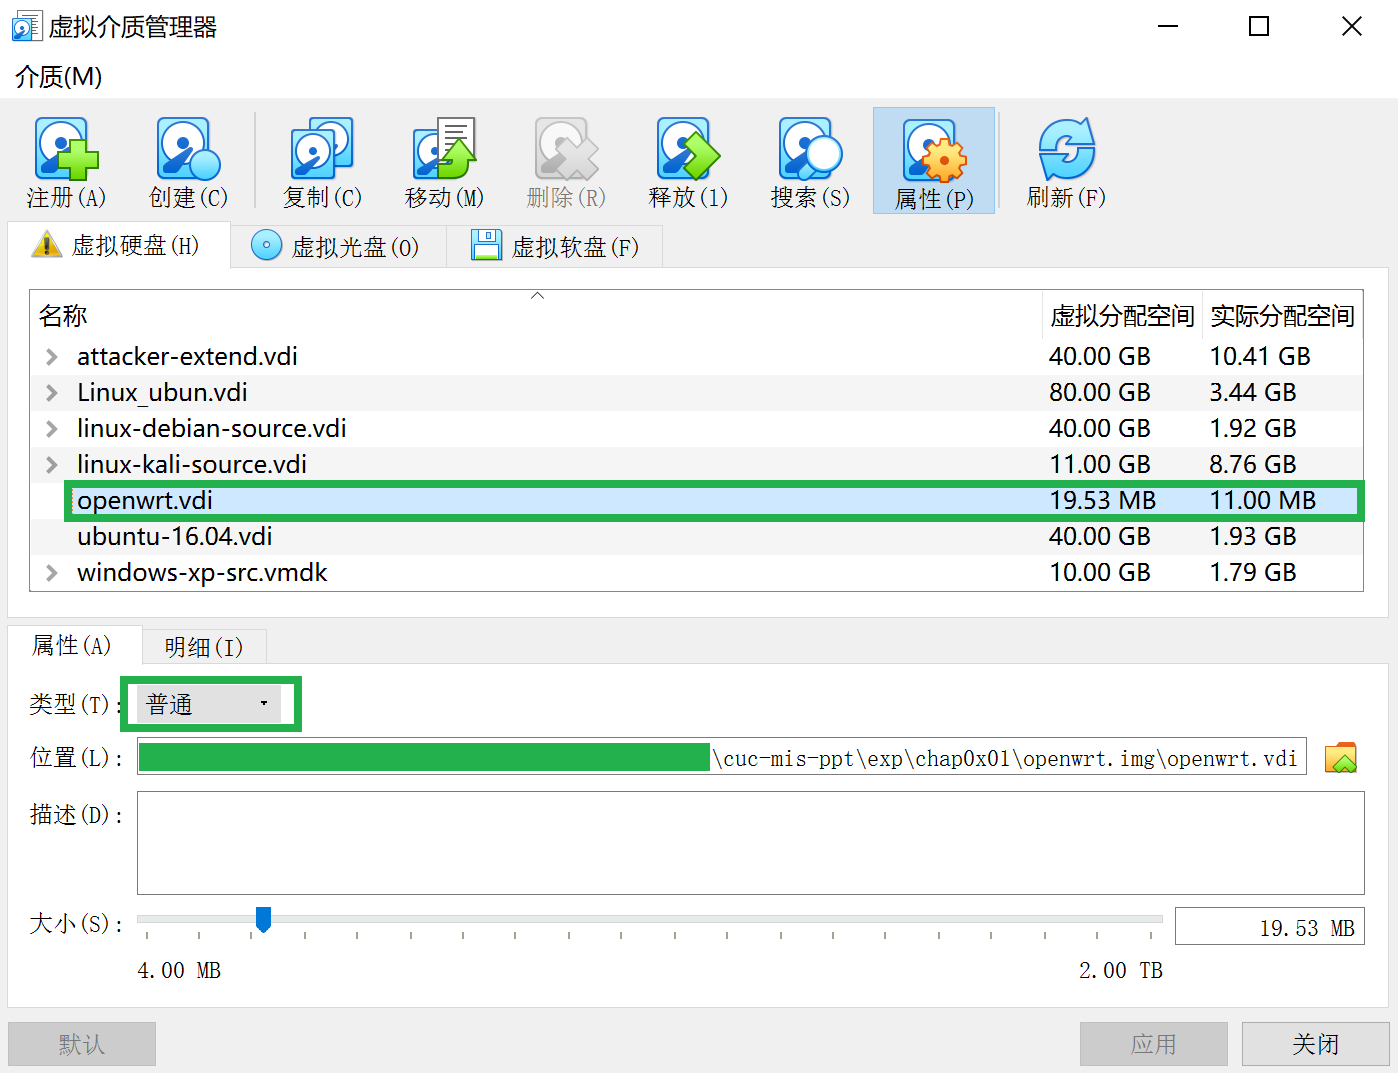 虚拟介质管理器
介质(M)
注册(A) 创建(C) 复制(C) 移动(M) 删除(R) 释放(l) 搜索(S) 属性(P) 刷新(F)
虚拟硬盘(H) 虚拟光盘(O) 虚拟软盘(F)
名称 虚拟分配空间 实际分配空间
attacker-extend.vdi 40.00 GB 10.41 GB
Linux_ubun.vdi 80.00 GB 3.44 GB
linux-debian-source.vdi 40.00 GB 1.92 GB
linux-kali-source.vdi 11.00 GB 8.76 GB
openwrt.vdi 19.53 MB 11.00 MB
ubuntu-16.04.vdi 40.00 GB 1.93 GB
windows-xp-src.vmdk 10.00 GB 1.79 GB
属性(A) 明细(I)
类型(T): 普通
位置(L): \cuc-mis-ppt\exp\chap0x01\openwrt.img\openwrt.vdi
描述(D):
大小(S): 19.53 MB
4.00 MB 2.00 TB
默认 应用 关闭